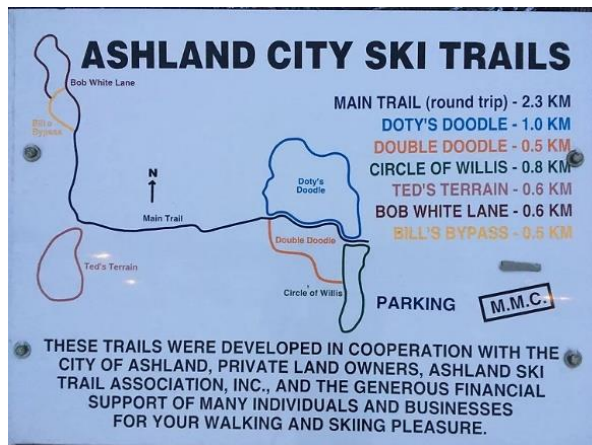 ASHLAND CITY SKI TRAILS
Bob White Lane
MAIN TRAIL (round trip) - 2.3 KM
DOTY'S DOODLE - 1.0 KM
DOUBLE DOODLE - 0.5 KM
CIRCLE OF WILLIS - 0.8 KM
TED'S TERRAIN - 0.6 KM
BOB WHITE LANE - 0.6 KM
BILL'S BYPASS - 0.5 KM
Bill's
Bypass
N
Doty's
Doodle
Main Trail
Double Doodle
Ted's Terrain
Circle of Willis
PARKING
M.M.C.
THESE TRAILS WERE DEVELOPED IN COOPERATION WITH THE
CITY OF ASHLAND, PRIVATE LAND OWNERS, ASHLAND SKI
TRAIL ASSOCIATION, INC., AND THE GENEROUS FINANCIAL
SUPPORT OF MANY INDIVIDUALS AND BUSINESSES
FOR YOUR WALKING AND SKIING PLEASURE.